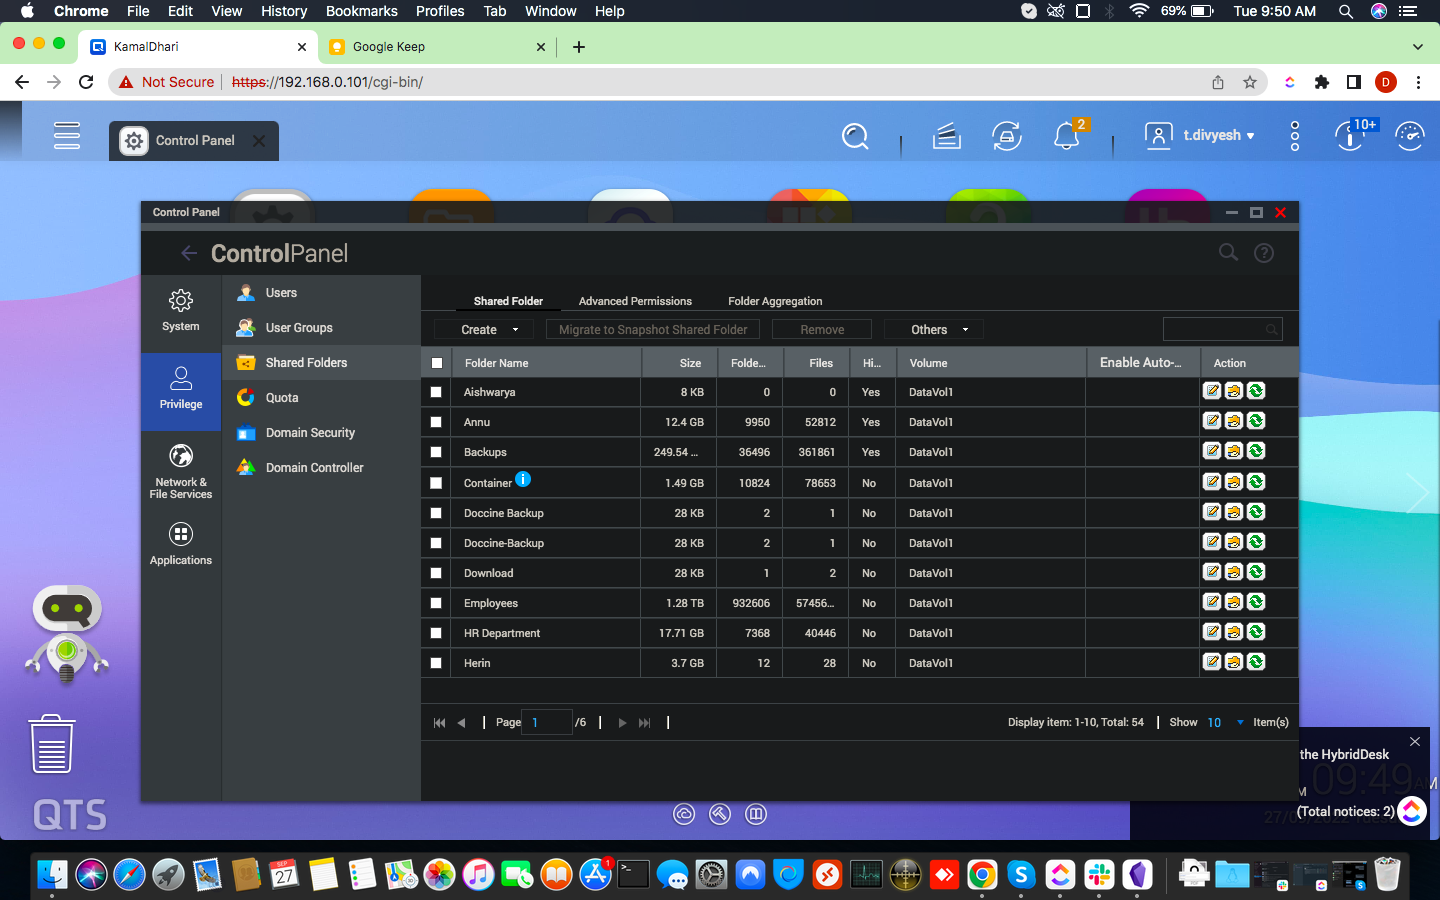 Chrome File Edit View History Bookmarks Profiles Tab Window Help 69% Tue 9:50 AM
KamalDhari Google Keep
Not Secure https://192.168.0.101/cgi-bin/ D
Control Panel 2 t.divyesh 10+
Control Panel
ControlPanel
System
Privilege
Network &
File Services
Applications
Users
User Groups
Shared Folders
Quota
Domain Security
Domain Controller
Shared Folder Advanced Permissions Folder Aggregation
Create Migrate to Snapshot Shared Folder Remove Others
Folder Name Size Folde... Files Hi... Volume Enable Auto-... Action
Aishwarya 8 KB 0 0 Yes DataVol1
Annu 12.4 GB 9950 52812 Yes DataVol1
Backups 249.54 ... 36496 361861 Yes DataVol1
Container 1.49 GB 10824 78653 No DataVol1
Doccine Backup 28 KB 2 1 No DataVol1
Doccine-Backup 28 KB 2 1 No DataVol1
Download 28 KB 1 2 No DataVol1
Employees 1.28 TB 932606 57456... No DataVol1
HR Department 17.71 GB 7368 40446 No DataVol1
Herin 3.7 GB 12 28 No DataVol1
Page 1 /6 Display item: 1-10, Total: 54 Show 10 Item(s)
the HybridDesk
09:49 AM
M
(Total notices: 2)
QTS
SEP
27
1